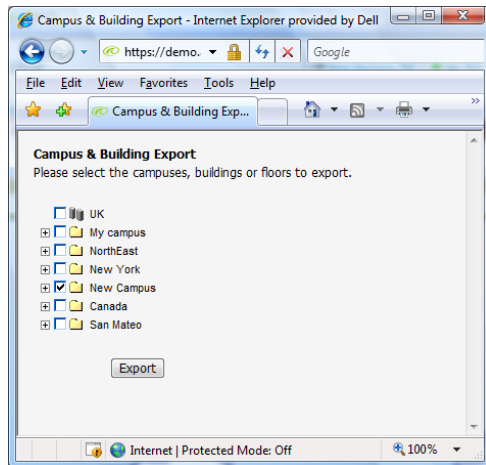 Campus & Building Export - Internet Explorer provided by Dell
https://demo. Google
File Edit View Favorites Tools Help
Campus & Building Exp...
Campus & Building Export
Please select the campuses, buildings or floors to export.
UK
My campus
NorthEast
New York
New Campus
Canada
San Mateo
Export
Internet | Protected Mode: Off 100%